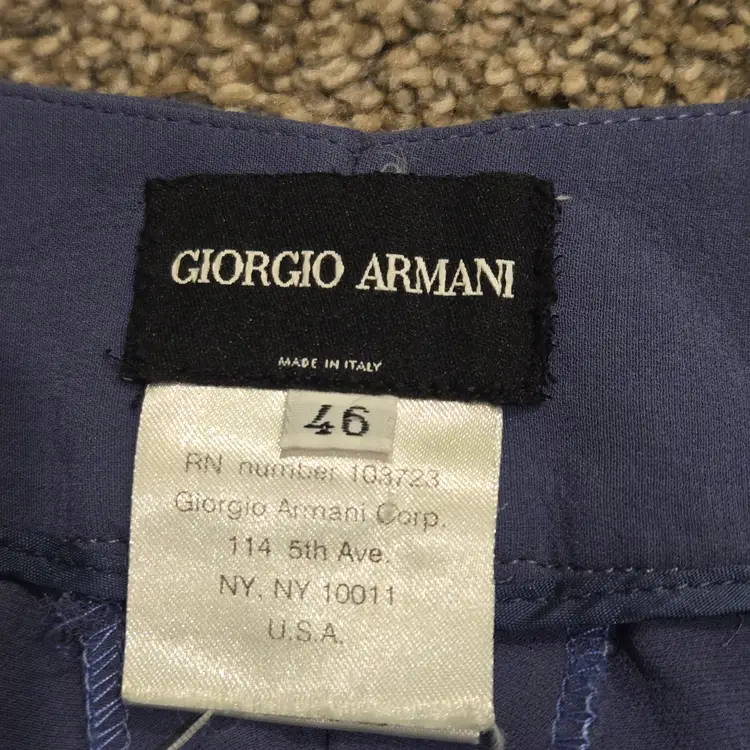 GIORGIO ARMANI
MADE IN ITALY
46
RN number 103723
Giorgio Armani Corp.
114 5th Ave.
NY. NY 10011
U.S.A.